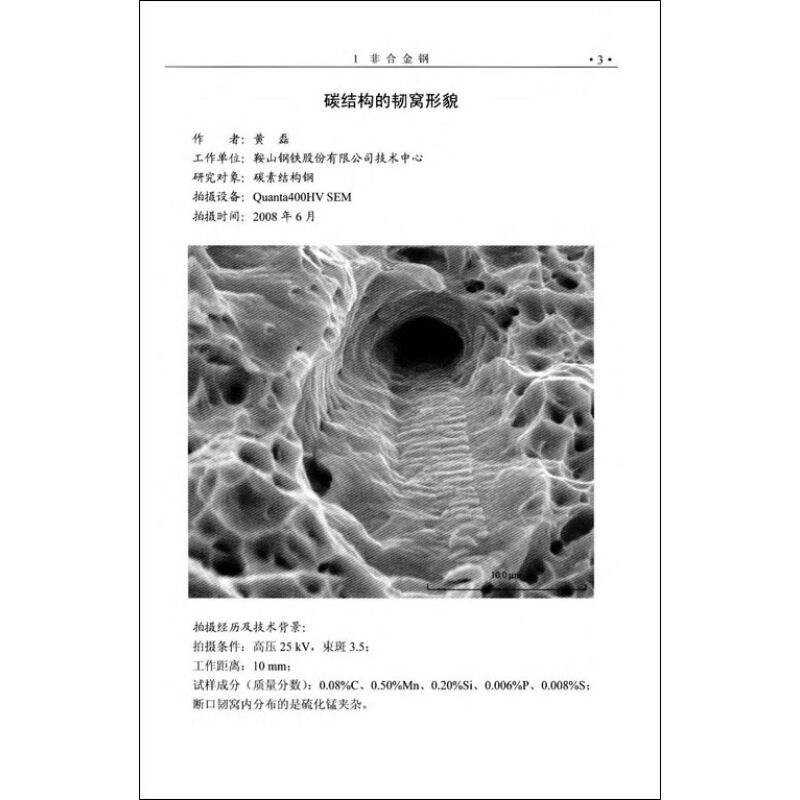 1 非合金钢 ·3·
碳结构的韧窝形貌
作 者：黄 磊
工作单位：鞍山钢铁股份有限公司技术中心
研究对象：碳素结构钢
拍摄设备：Quanta400HV SEM
拍摄时间：2008 年 6 月
10.0 μm
拍摄经历及技术背景：
拍摄条件：高压 25 kV，束斑 3.5；
工作距离：10 mm；
试样成分（质量分数）：0.08%C、0.50%Mn、0.20%Si、0.006%P、0.008%S；
断口韧窝内分布的是硫化锰夹杂。